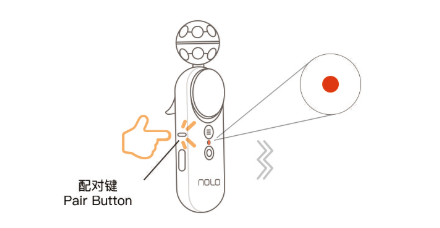 配对键
Pair Button
nolo